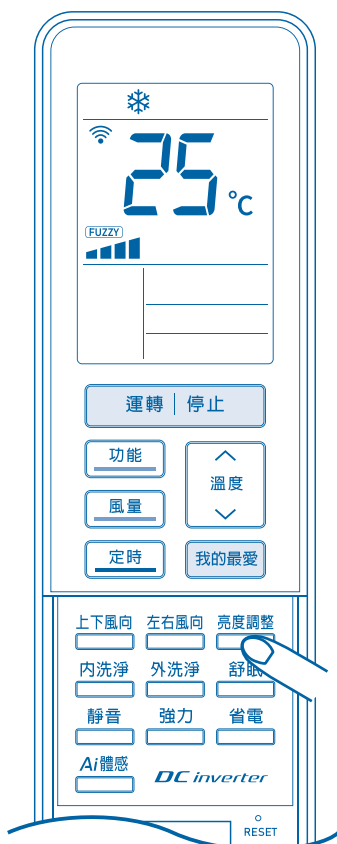 25 °C
FUZZY
運轉 | 停止
功能
溫度
風量
定時 我的最愛
上下風向 左右風向 亮度調整
內洗淨 外洗淨 舒眠
靜音 強力 省電
Ai體感
DC inverter
RESET